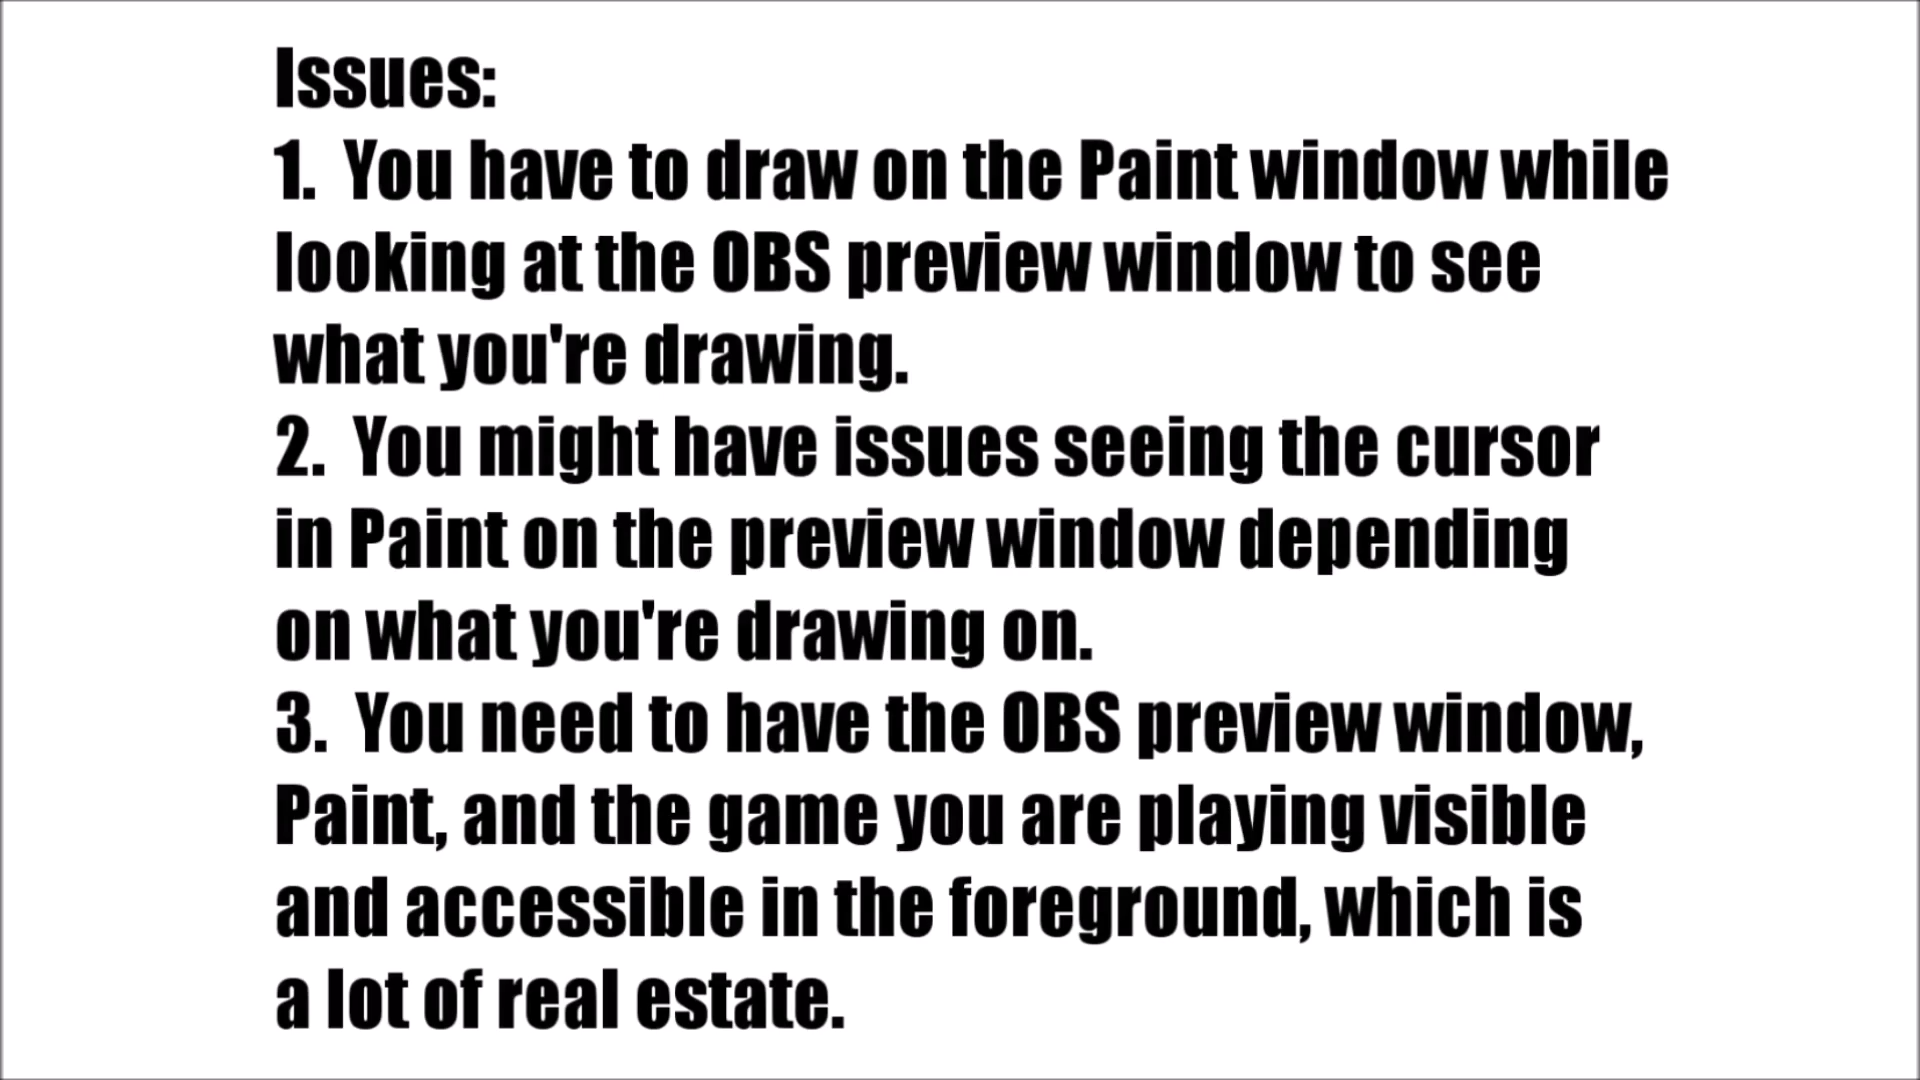 Issues:
1.  You have to draw on the Paint window while
looking at the OBS preview window to see
what you're drawing.
2.  You might have issues seeing the cursor
in Paint on the preview window depending
on what you're drawing on.
3.  You need to have the OBS preview window,
Paint, and the game you are playing visible
and accessible in the foreground, which is
a lot of real estate.